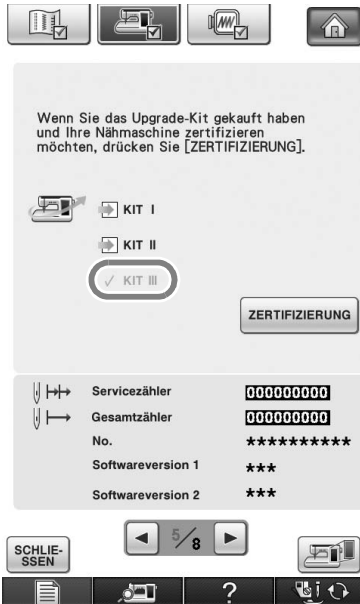 Wenn Sie das Upgrade-Kit gekauft haben
und Ihre Nähmaschine zertifizieren
möchten, drücken Sie [ZERTIFIZIERUNG].
KIT I
KIT II
✓ KIT III
ZERTIFIZIERUNG
Servicezähler 000000000
Gesamtzähler 000000000
No. **********
Softwareversion 1 ***
Softwareversion 2 ***
SCHLIE-
SSEN
5/8
?